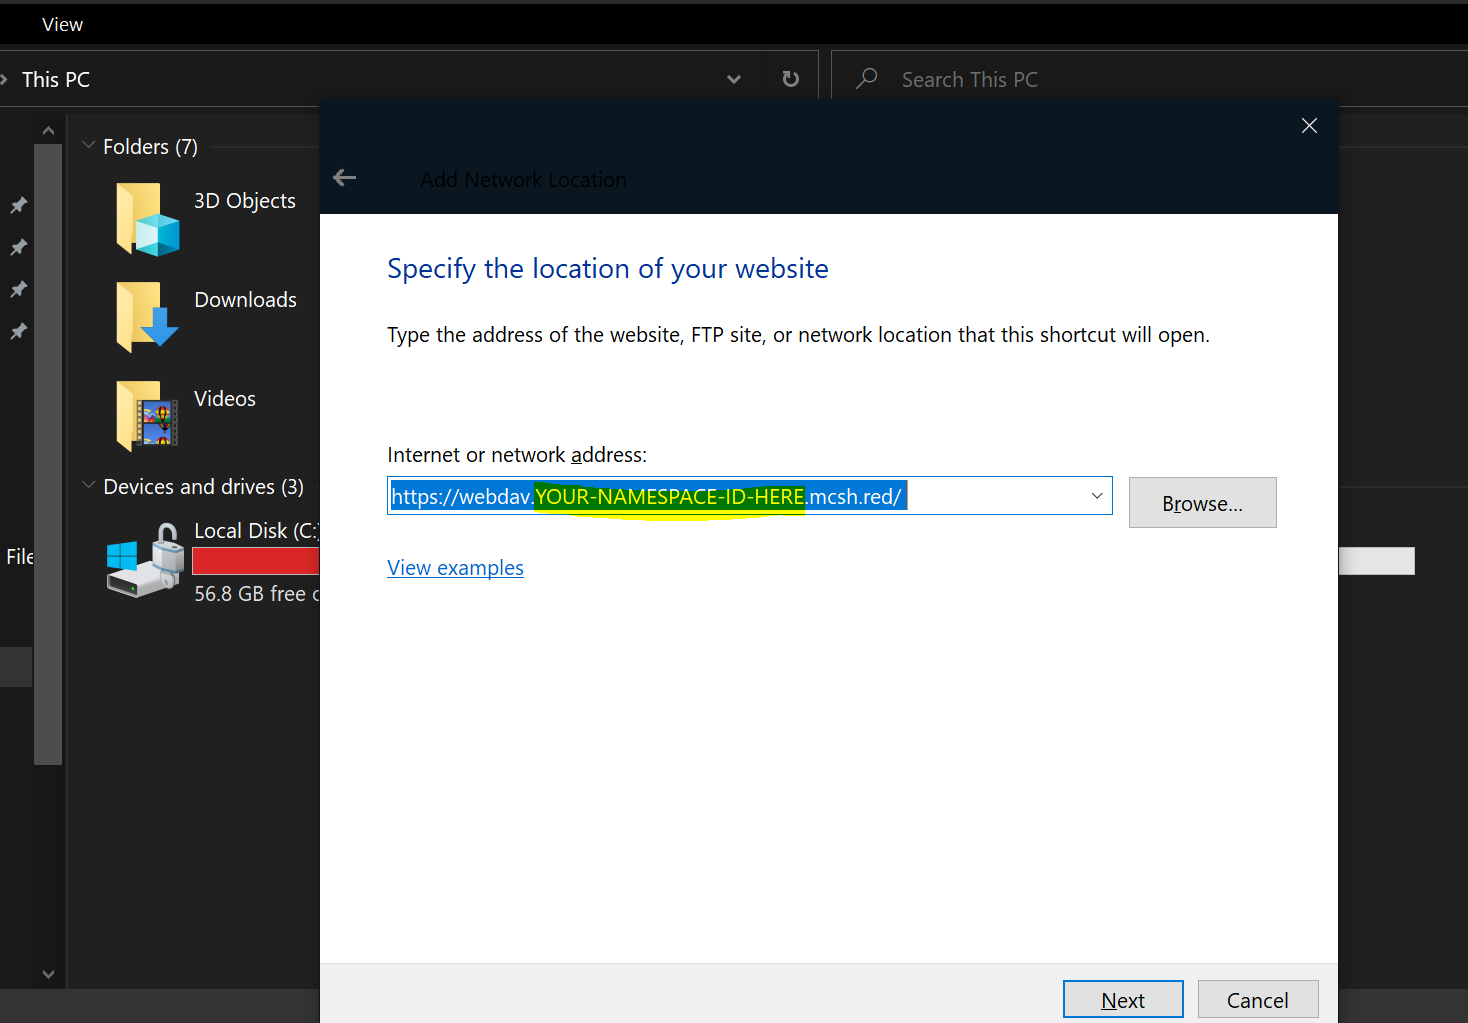 View
This PC
Search This PC
Folders (7)
3D Objects
Downloads
Videos
Devices and drives (3)
Local Disk (C:)
56.8 GB free
File
Add Network Location
Specify the location of your website
Type the address of the website, FTP site, or network location that this shortcut will open.
Internet or network address:
https://webdav.YOUR-NAMESPACE-ID-HERE.mcsh.red/
Browse...
View examples
Next
Cancel